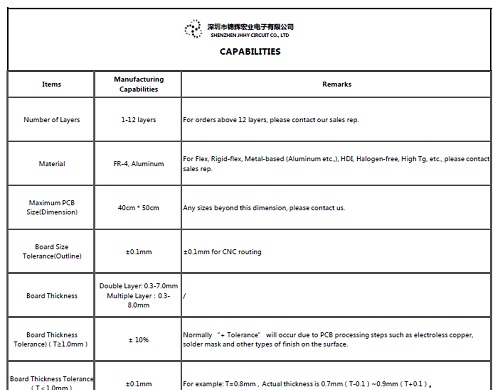 深圳市锦辉宏业电子有限公司
SHENZHEN JHHY CIRCUIT CO., LTD
CAPABILITIES
Items
Manufacturing
Capabilities
Remarks
Number of Layers
1-12 layers
For orders above 12 layers, please contact our sales rep.
Material
FR-4, Aluminum
For Flex, Rigid-flex, Metal-based (Aluminum etc.,), HDI, Halogen-free, High Tg, etc., please contact
sales rep.
Maximum PCB
Size(Dimension)
40cm * 50cm
Any sizes beyond this dimension, please contact us.
Board Size
Tolerance(Outline)
±0.1mm
±0.1mm for CNC routing
Board Thickness
Double Layer: 0.3-7.0mm
Multiple Layer：0.3-
8.0mm
/
Board Thickness
Tolerance)（T≥1.0mm）
± 10%
Normally “+ Tolerance” will occur due to PCB processing steps such as electroless copper,
solder mask and other types of finish on the surface.
Board Thickness Tolerance
（T＜1.0mm）
±0.1mm
For example: T=0.8mm，Actual thickness is 0.7mm（T-0.1）~0.9mm（T+0.1）。